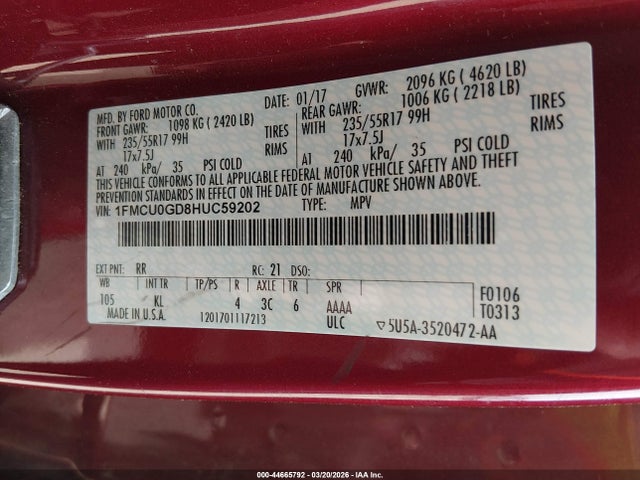 MFD. BY FORD MOTOR CO.
DATE: 01/17 GVWR: 2096 KG ( 4620 LB)
FRONT GAWR: 1098 KG ( 2420 LB) REAR GAWR: 1006 KG ( 2218 LB)
WITH 235/55R17 99H TIRES WITH 235/55R17 99H TIRES
17x7.5J RIMS 17x7.5J RIMS
AT 240 kPa/ 35 PSI COLD AT 240 kPa/ 35 PSI COLD
THIS VEHICLE CONFORMS TO ALL APPLICABLE FEDERAL MOTOR VEHICLE SAFETY AND THEFT
PREVENTION STANDARDS IN EFFECT ON THE DATE OF MANUFACTURE SHOWN ABOVE.
VIN: 1FMCU0GD8HUC59202 TYPE: MPV
EXT PNT: RR RC: 21 DSO:
WB INT TR TP/PS R AXLE TR SPR
105 KL 4 3C 6 AAAA
F0106
T0313
MADE IN U.S.A. 1201701117213 ULC ▽5U5A-3520472-AA
000-44665792 | 03/20/2026 | IAA Inc.